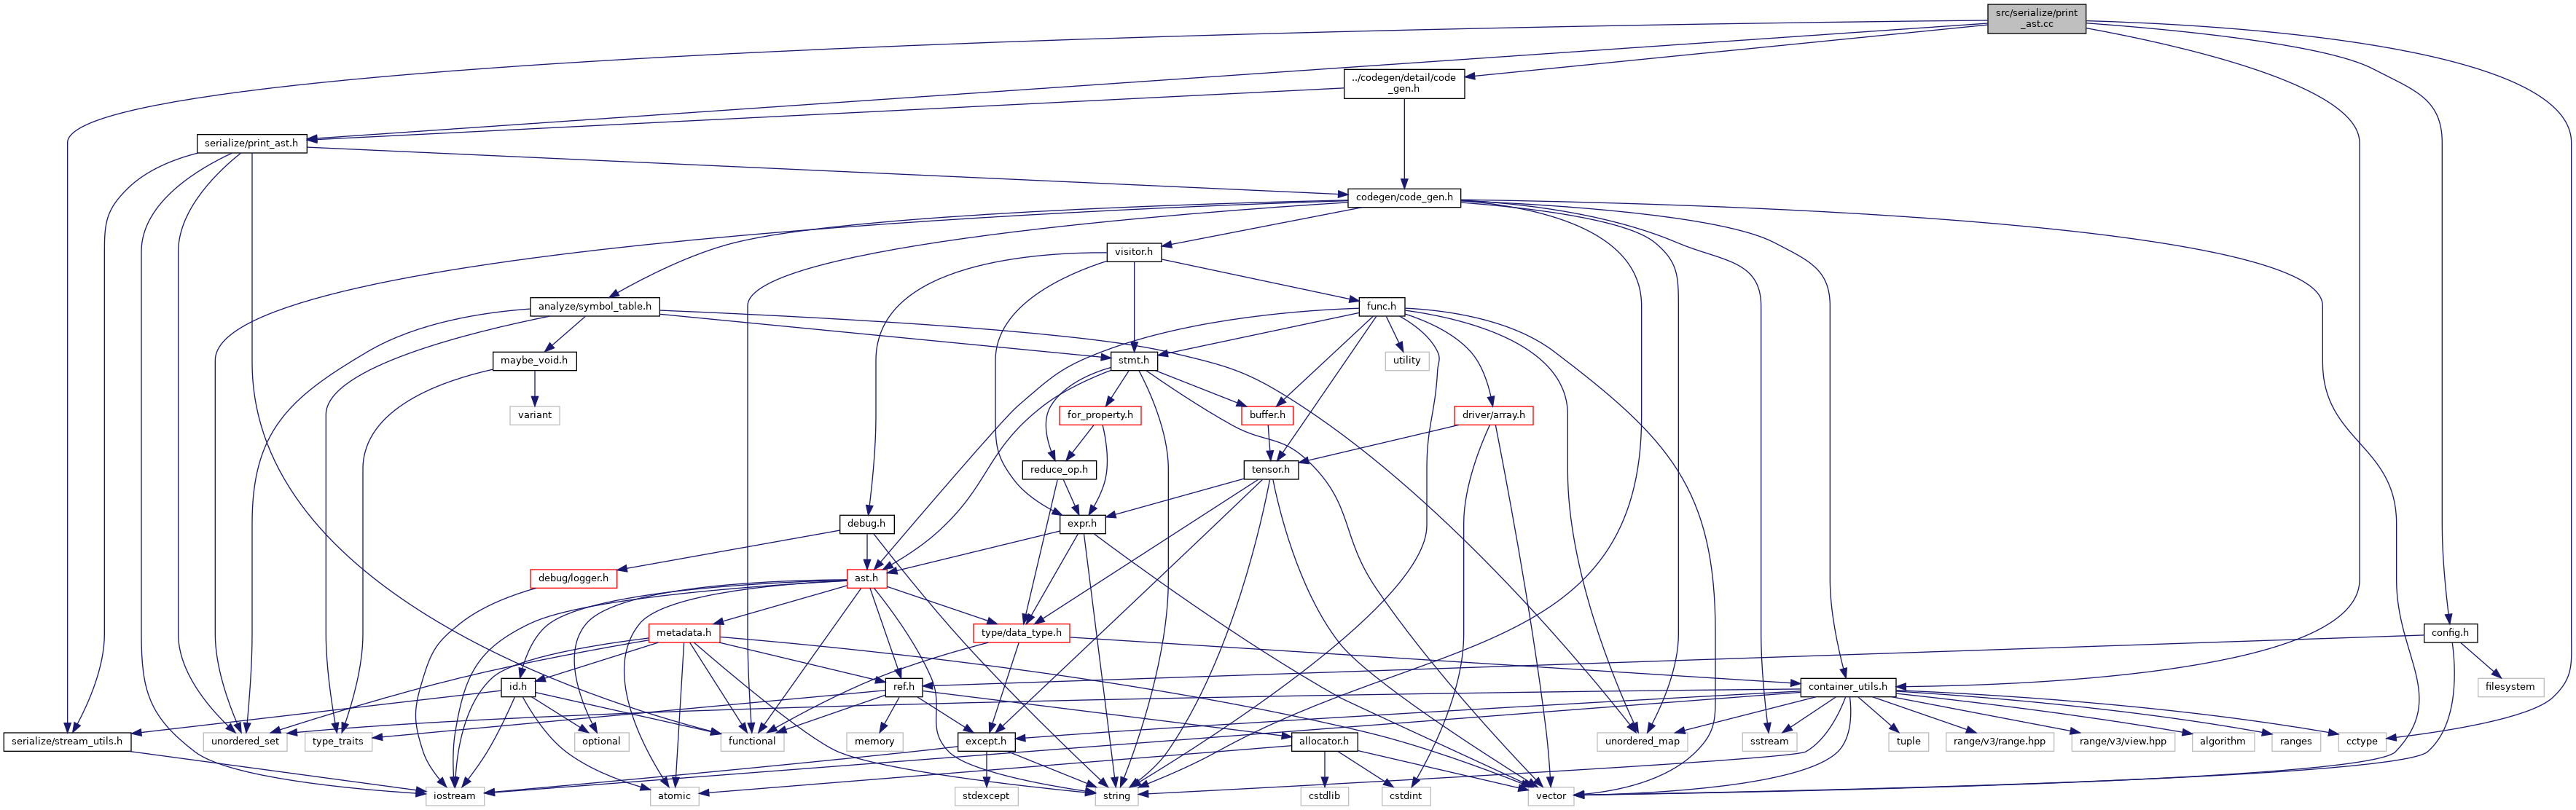 src/serialize/print
_ast.cc
../codegen/detail/code
_gen.h
serialize/print_ast.h
codegen/code_gen.h
visitor.h
analyze/symbol_table.h
func.h
maybe_void.h
stmt.h
utility
variant
for_property.h
buffer.h
driver/array.h
reduce_op.h
tensor.h
debug.h
expr.h
debug/logger.h
ast.h
metadata.h
type/data_type.h
config.h
id.h
ref.h
container_utils.h
filesystem
serialize/stream_utils.h
unordered_set
type_traits
optional
functional
memory
except.h
allocator.h
unordered_map
sstream
tuple
range/v3/range.hpp
range/v3/view.hpp
algorithm
ranges
cctype
iostream
atomic
stdexcept
string
cstdlib
cstdint
vector